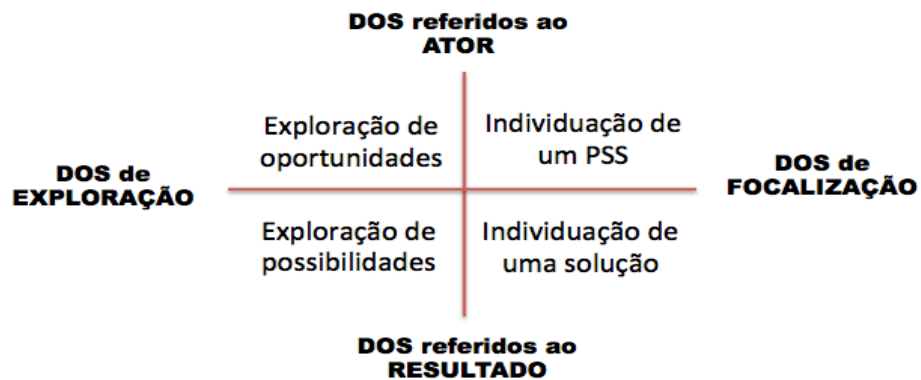 DOS referidos ao
ATOR
Exploração de
oportunidades
Individuação de
um PSS
DOS de
EXPLORAÇÃO
DOS de
FOCALIZAÇÃO
Exploração de
possibilidades
Individuação de
uma solução
DOS referidos ao
RESULTADO